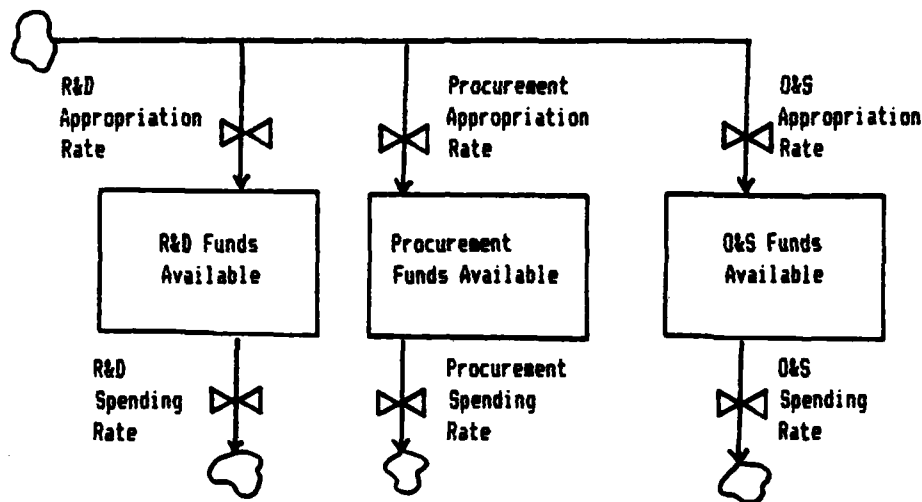 R&D
Appropriation
Rate
Procurement
Appropriation
Rate
O&S
Appropriation
Rate
R&D Funds
Available
Procurement
Funds Available
O&S Funds
Available
R&D
Spending
Rate
Procurement
Spending
Rate
O&S
Spending
Rate